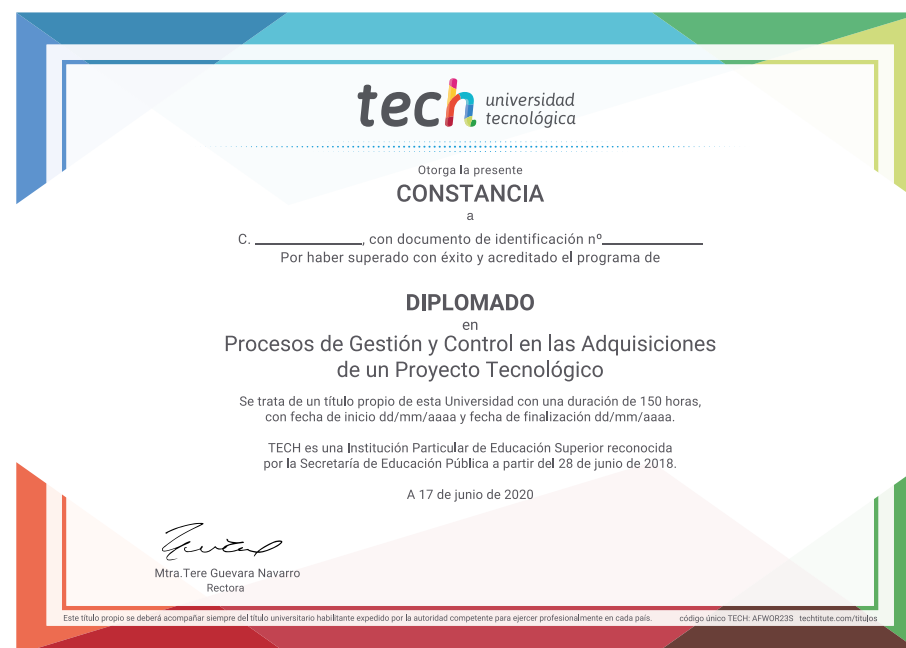 tech universidad
tecnológica
Otorga la presente
CONSTANCIA
a
C. ____________, con documento de identificación nº____________
Por haber superado con éxito y acreditado el programa de
DIPLOMADO
en
Procesos de Gestión y Control en las Adquisiciones
de un Proyecto Tecnológico
Se trata de un título propio de esta Universidad con una duración de 150 horas,
con fecha de inicio dd/mm/aaaa y fecha de finalización dd/mm/aaaa.
TECH es una Institución Particular de Educación Superior reconocida
por la Secretaría de Educación Pública a partir del 28 de junio de 2018.
A 17 de junio de 2020
Mtra.Tere Guevara Navarro
Rectora
Este título propio se deberá acompañar siempre del título universitario habilitante expedido por la autoridad competente para ejercer profesionalmente en cada país. código único TECH: AFWOR23S techtitute.com/titulos